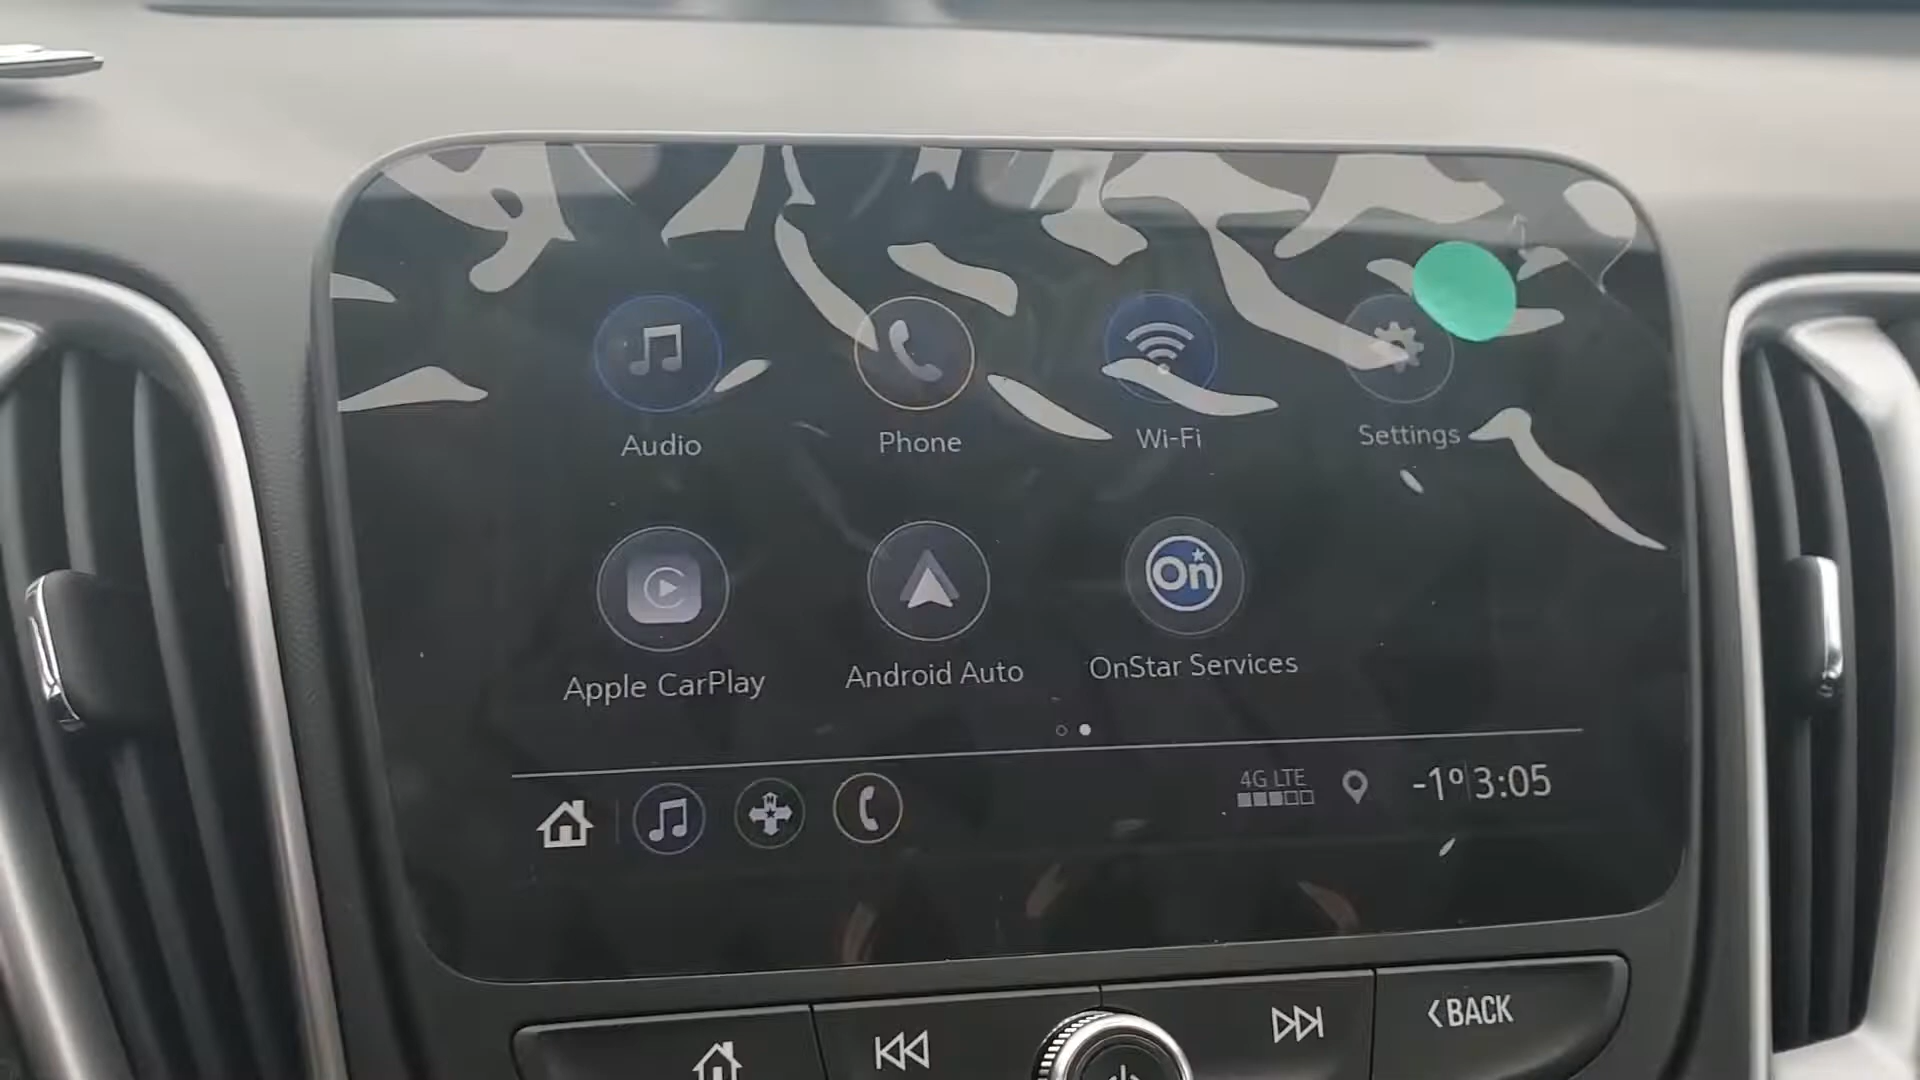 Audio Phone Wi-Fi Settings
On
Apple CarPlay Android Auto OnStar Services
N
4G LTE
-1° 3:05
<BACK